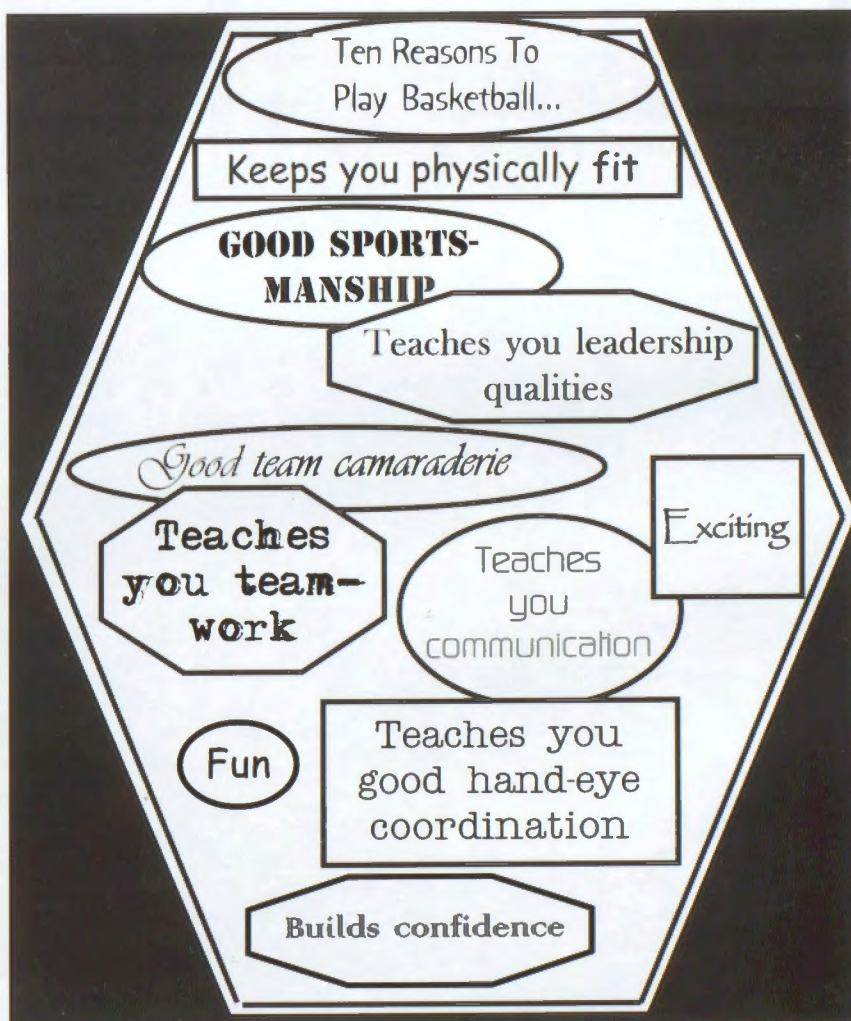 Ten Reasons To
Play Basketball...
Keeps you physically fit
GOOD SPORTS-
MANSHIP
Teaches you leadership
qualities
Good team camaraderie
Exciting
Teaches
you team-
work
Teaches
you
communication
Fun
Teaches you
good hand-eye
coordination
Builds confidence